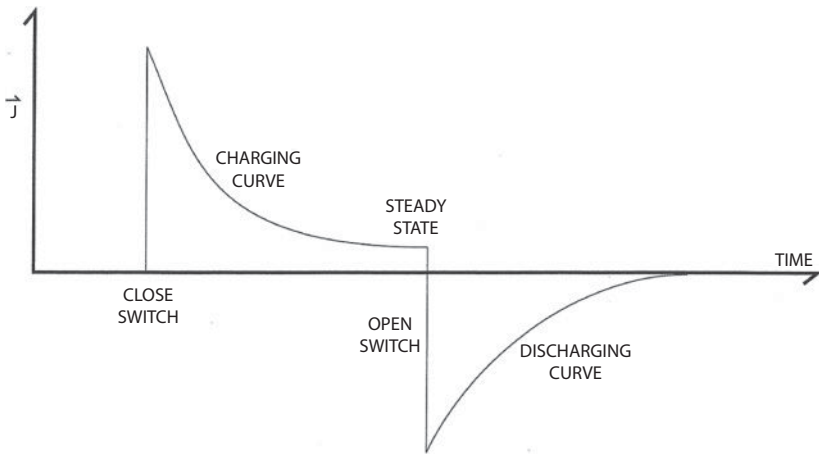 J
CHARGING
CURVE
STEADY
STATE
TIME
CLOSE
SWITCH
OPEN
SWITCH
DISCHARGING
CURVE